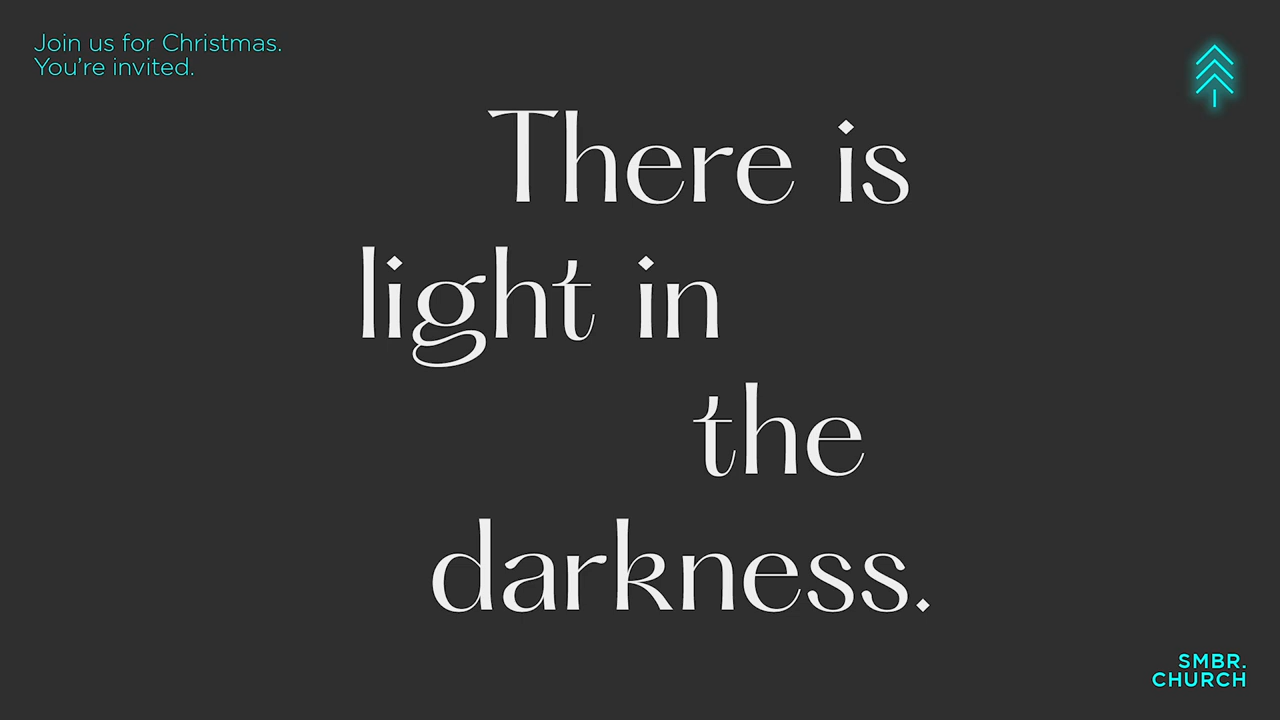 Join us for Christmas.
You’re invited.
There is
light in
the
darkness.
SMBR.
CHURCH